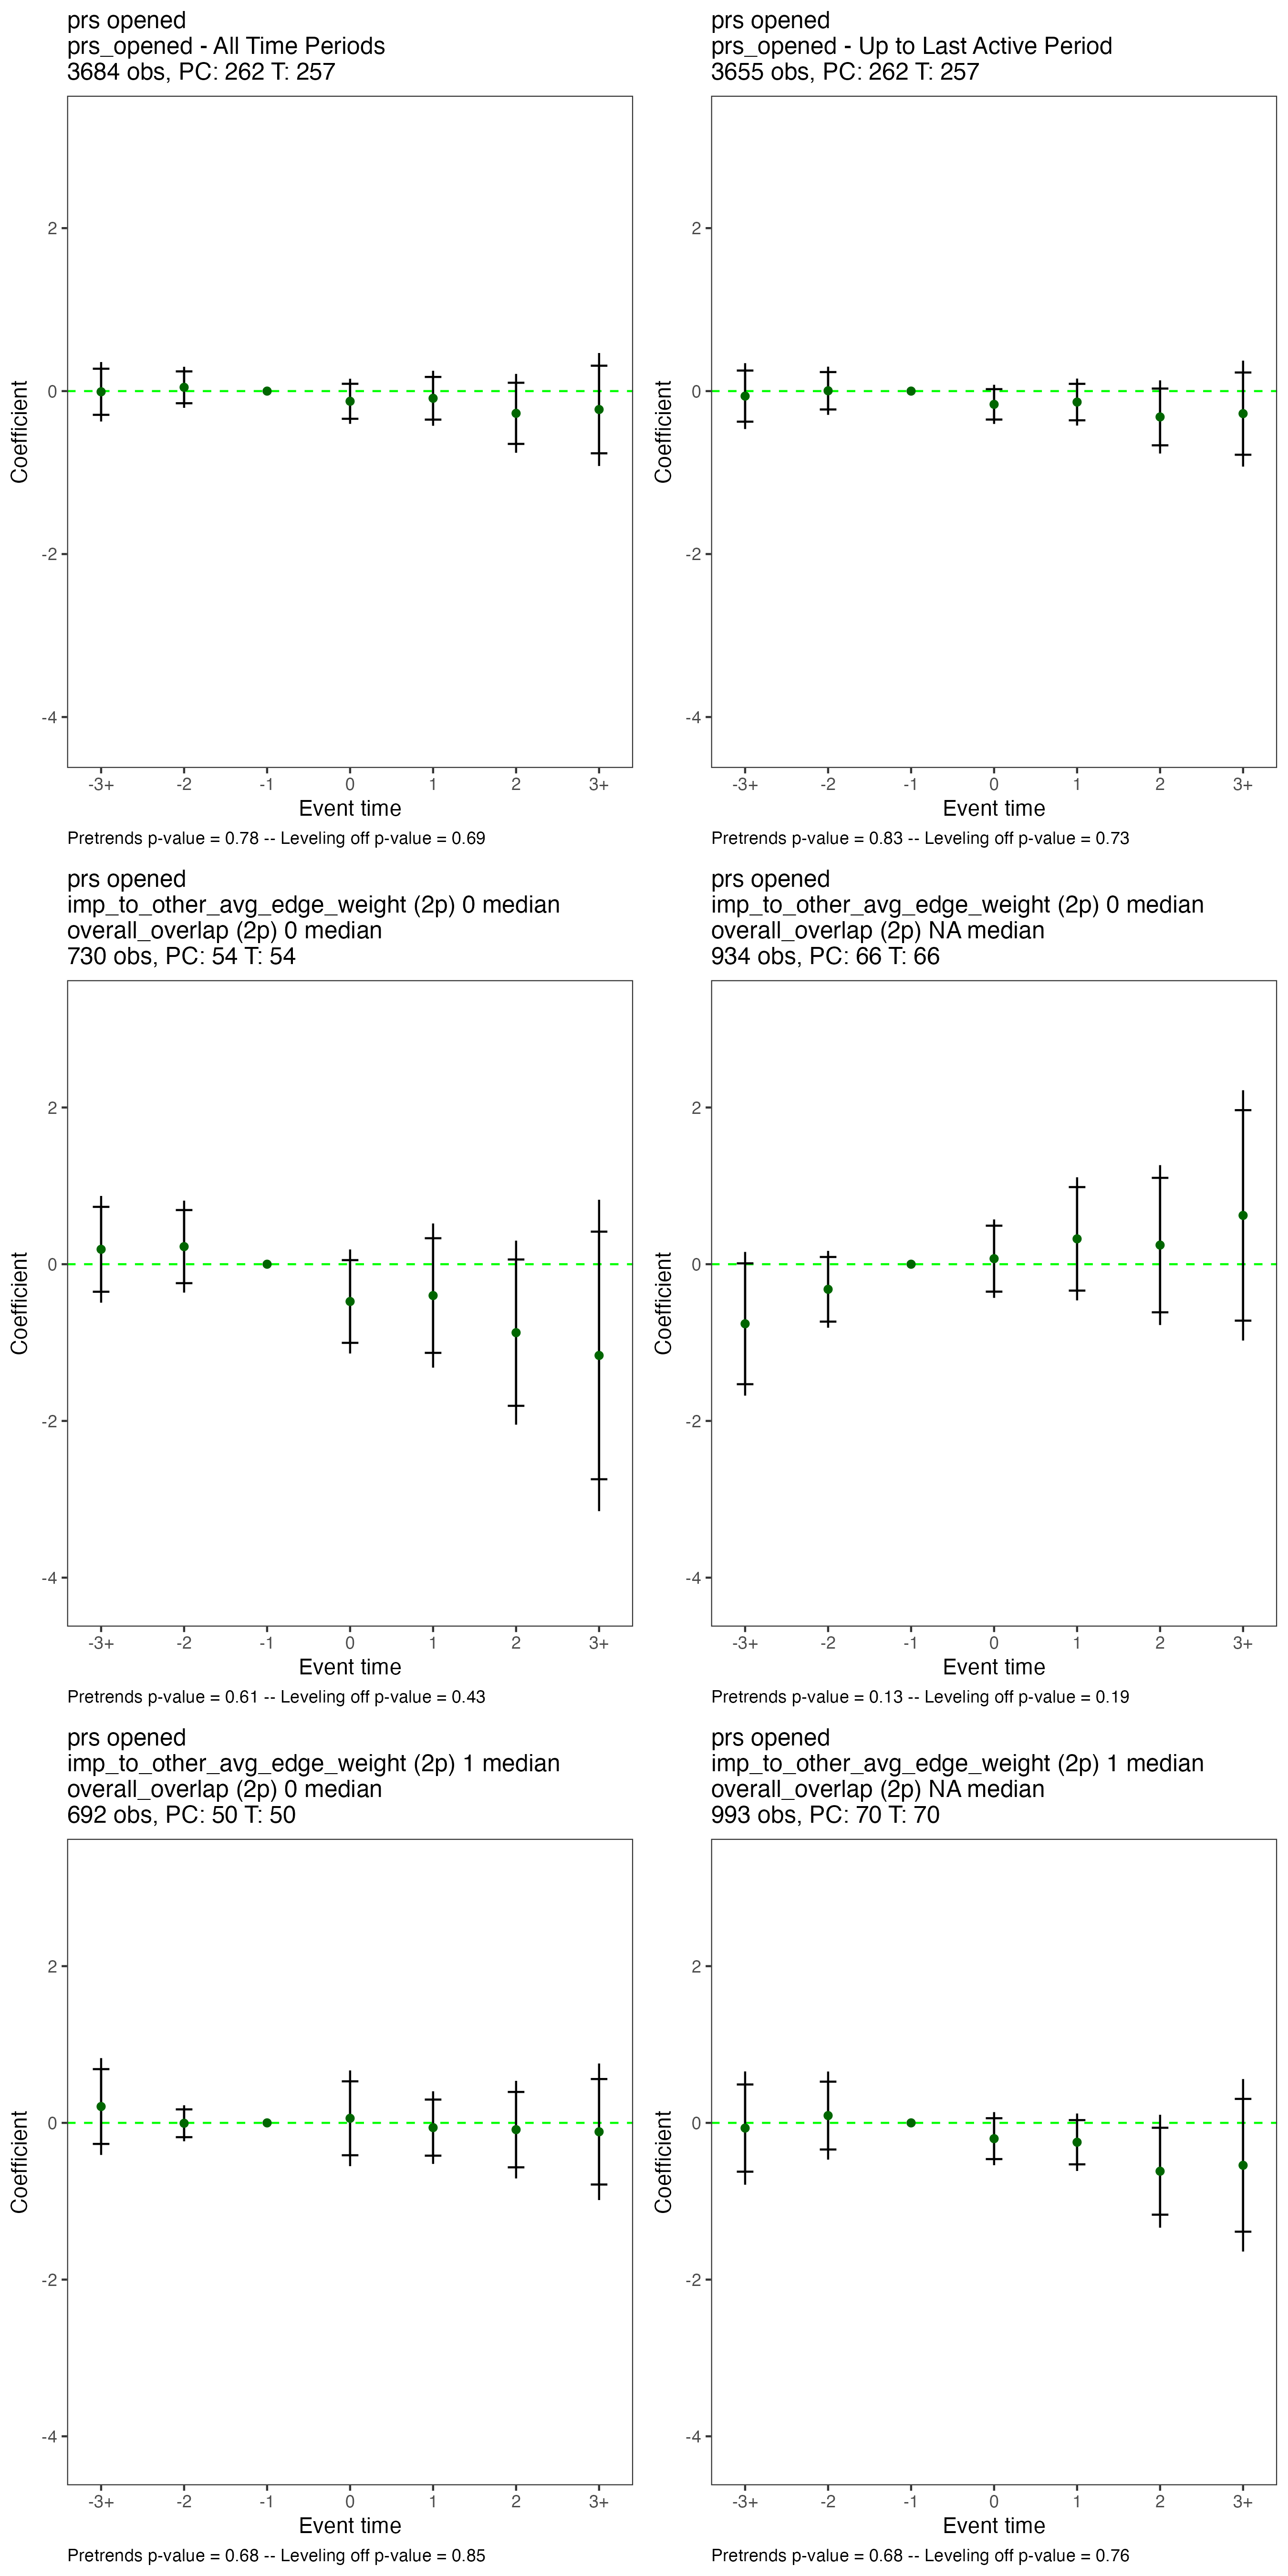 prs opened
prs_opened - All Time Periods
3684 obs, PC: 262 T: 257
2
0
-2
-4
Coefficient
-3+ -2 -1 0 1 2 3+
Event time
Pretrends p-value = 0.78 -- Leveling off p-value = 0.69
prs opened
prs_opened - Up to Last Active Period
3655 obs, PC: 262 T: 257
2
0
-2
-4
Coefficient
-3+ -2 -1 0 1 2 3+
Event time
Pretrends p-value = 0.83 -- Leveling off p-value = 0.73
prs opened
imp_to_other_avg_edge_weight (2p) 0 median
overall_overlap (2p) 0 median
730 obs, PC: 54 T: 54
2
0
-2
-4
Coefficient
-3+ -2 -1 0 1 2 3+
Event time
Pretrends p-value = 0.61 -- Leveling off p-value = 0.43
prs opened
imp_to_other_avg_edge_weight (2p) 0 median
overall_overlap (2p) NA median
934 obs, PC: 66 T: 66
2
0
-2
-4
Coefficient
-3+ -2 -1 0 1 2 3+
Event time
Pretrends p-value = 0.13 -- Leveling off p-value = 0.19
prs opened
imp_to_other_avg_edge_weight (2p) 1 median
overall_overlap (2p) 0 median
692 obs, PC: 50 T: 50
2
0
-2
-4
Coefficient
-3+ -2 -1 0 1 2 3+
Event time
Pretrends p-value = 0.68 -- Leveling off p-value = 0.85
prs opened
imp_to_other_avg_edge_weight (2p) 1 median
overall_overlap (2p) NA median
993 obs, PC: 70 T: 70
2
0
-2
-4
Coefficient
-3+ -2 -1 0 1 2 3+
Event time
Pretrends p-value = 0.68 -- Leveling off p-value = 0.76